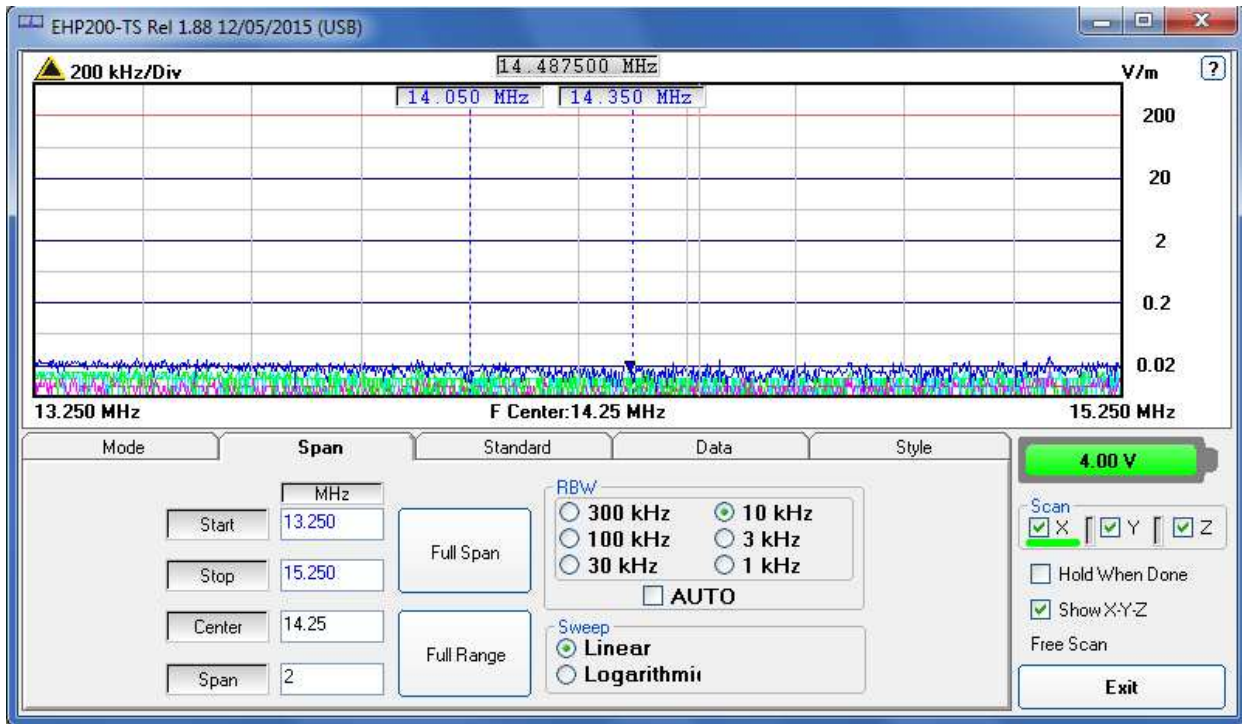 EHP200-TS Rel 1.88 12/05/2015 (USB)
200 kHz/Div
14.487500 MHz
V/m
?
14.050 MHz
14.350 MHz
200
20
2
0.2
0.02
13.250 MHz
F Center:14.25 MHz
15.250 MHz
Mode
Span
Standard
Data
Style
4.00 V
MHz
Start
13.250
Stop
15.250
Center
14.25
Span
2
Full Span
Full Range
RBW
300 kHz
10 kHz
100 kHz
3 kHz
30 kHz
1 kHz
AUTO
Sweep
Linear
Logarithmi
Scan
X
Y
Z
Hold When Done
Show X-Y-Z
Free Scan
Exit